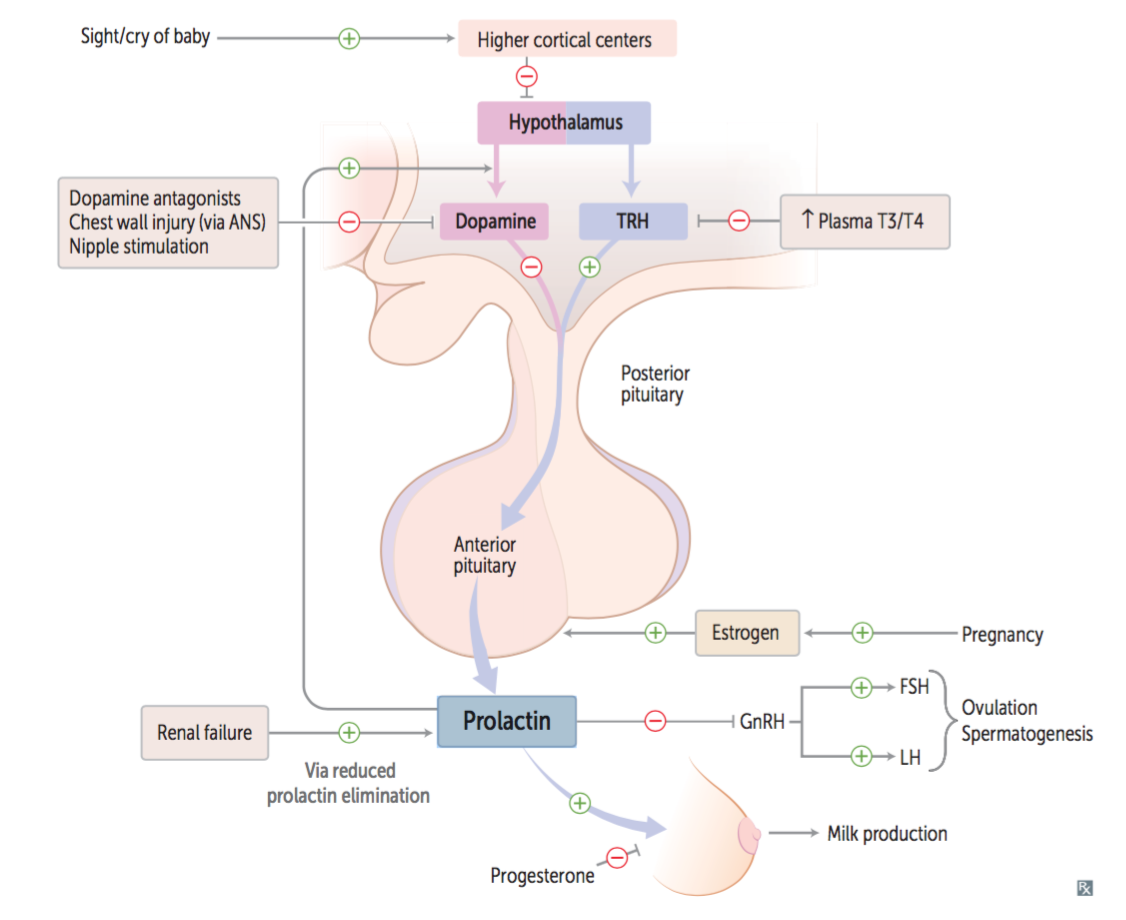 Sight/cry of baby
+
Higher cortical centers
−
Hypothalamus
+
Dopamine antagonists
Chest wall injury (via ANS)
Nipple stimulation
−
Dopamine
TRH
−
↑ Plasma T3/T4
−
+
Posterior
pituitary
Anterior
pituitary
+
Estrogen
+
Pregnancy
Renal failure
+
Via reduced
prolactin elimination
Prolactin
−
GnRH
+
FSH
+
LH
Ovulation
Spermatogenesis
+
Milk production
Progesterone
−
Rx